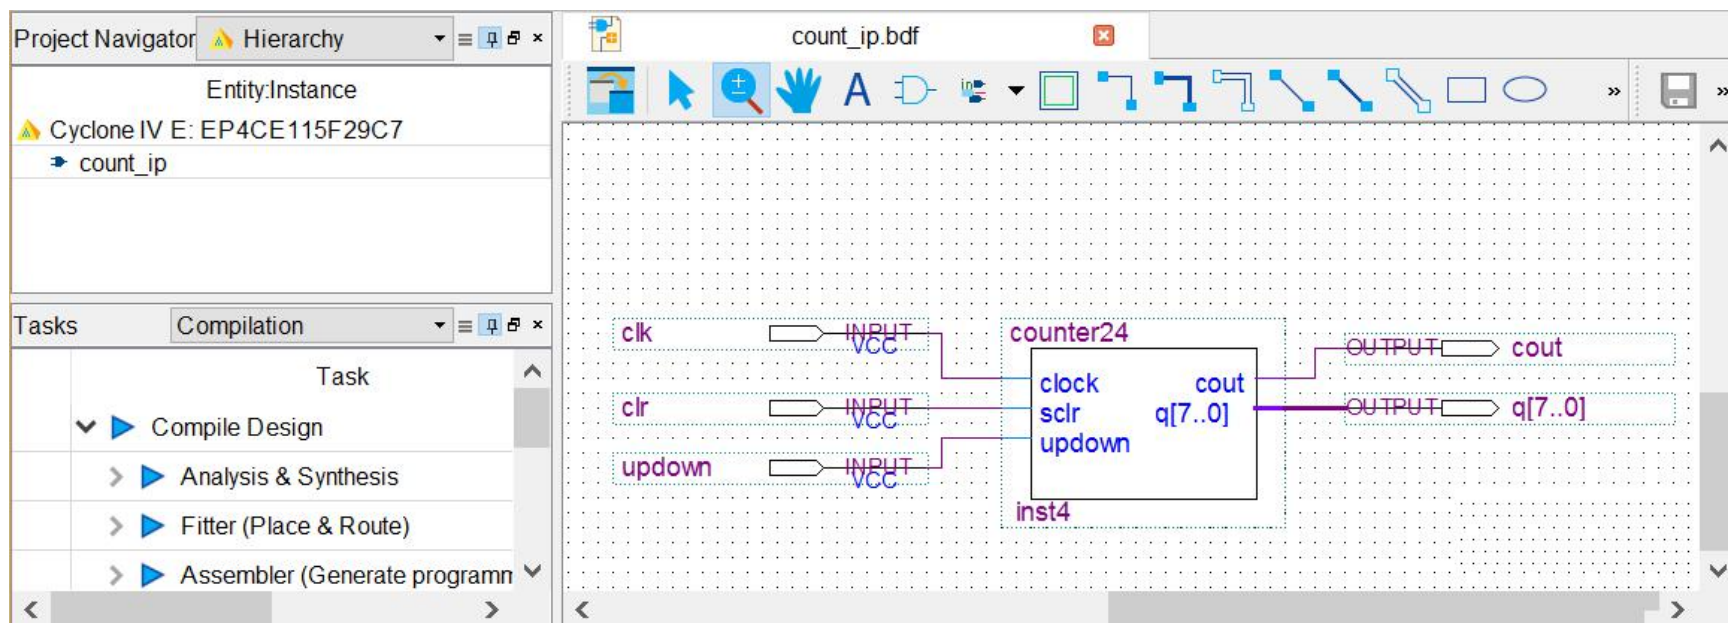 Project Navigator Hierarchy
Entity:Instance
Cyclone IV E: EP4CE115F29C7
count_ip
Tasks Compilation
Task
Compile Design
Analysis & Synthesis
Fitter (Place & Route)
Assembler (Generate programm
count_ip.bdf
A in
»
»
clk INPUT
VCC
clr INPUT
VCC
updown INPUT
VCC
counter24
clock cout
sclr q[7..0]
updown
inst4
OUTPUT cout
OUTPUT q[7..0]